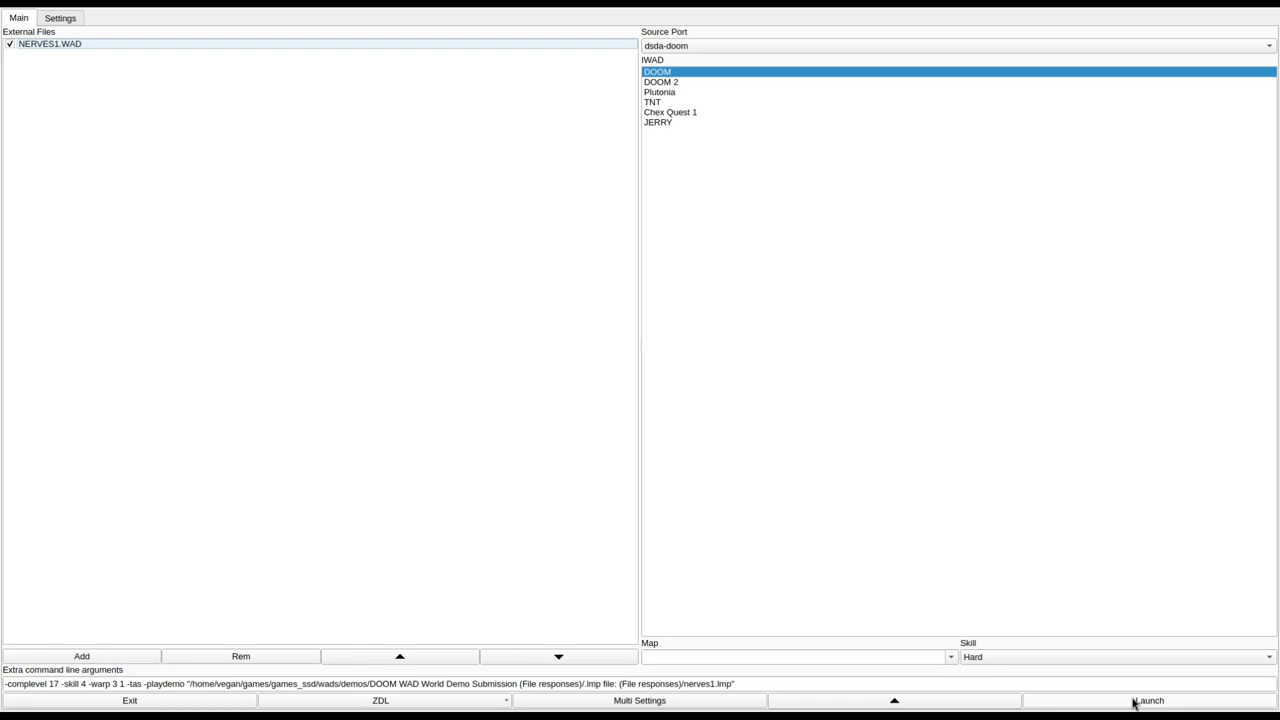 Main Settings
External Files
NERVES1.WAD
Source Port
dsda-doom
IWAD
DOOM
DOOM 2
Plutonia
TNT
Chex Quest 1
JERRY
Add Rem
Map Skill
Hard
Extra command line arguments
-complevel 17 -skill 4 -warp 3 1 -tas -playdemo "/home/vegan/games/games_ssd/wads/demos/DOOM WAD World Demo Submission (File responses)/.lmp file: (File responses)/nerves1.lmp"
Exit ZDL Multi Settings Launch